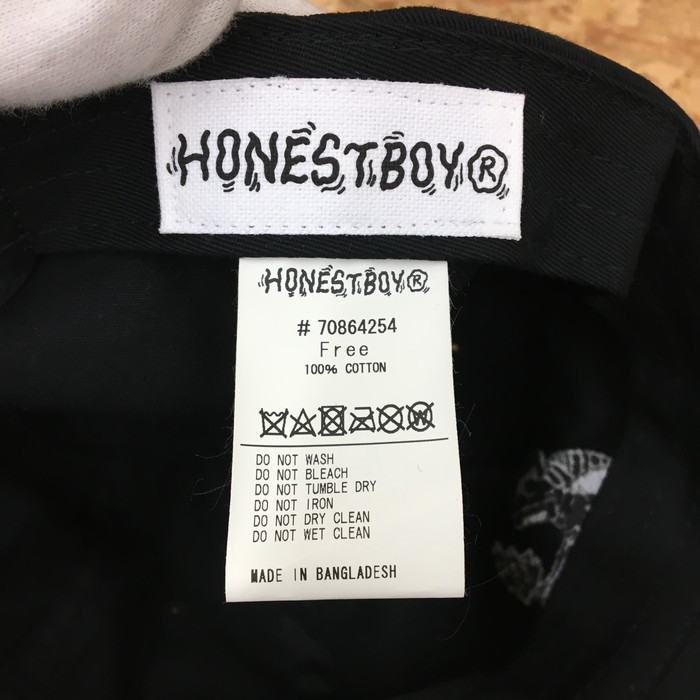 HONESTBOY®
HONESTBOY®
# 70864254
Free
100% COTTON
DO NOT WASH
DO NOT BLEACH
DO NOT TUMBLE DRY
DO NOT IRON
DO NOT DRY CLEAN
DO NOT WET CLEAN
MADE IN BANGLADESH